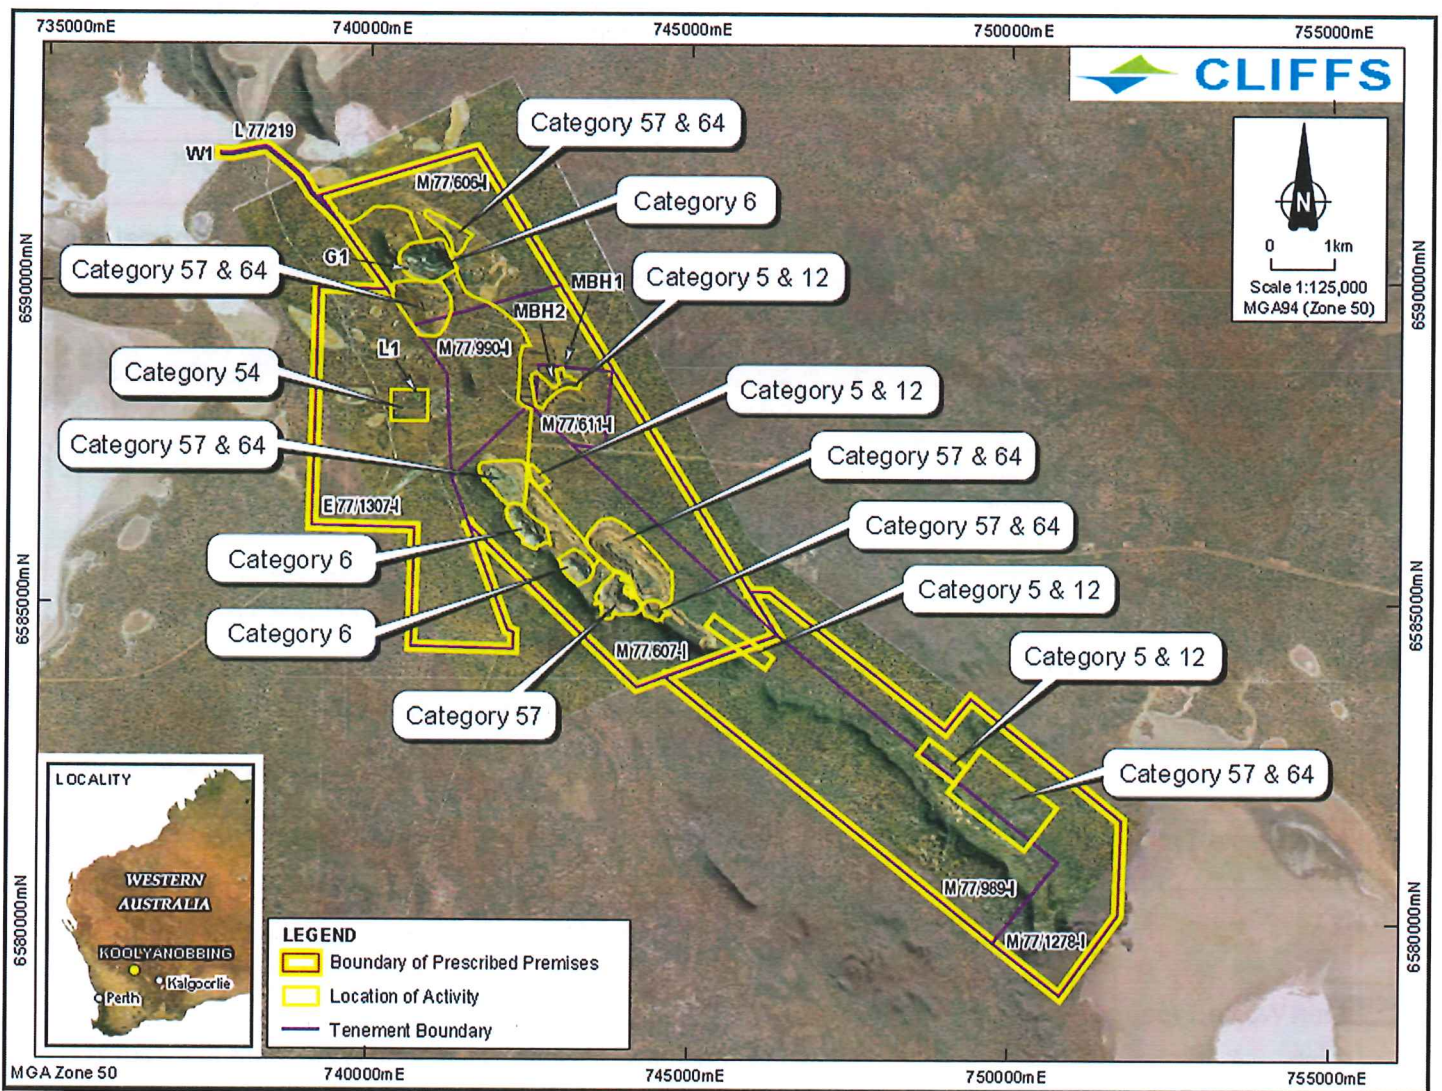 735000mE
740000mE
745000mE
750000mE
755000mE
CLIFFS
Category 57 & 64
L 77/219
W1
M 77/606-I
Category 6
N
0 1km
Scale 1:125,000
MGA94 (Zone 50)
6590000mN
6590000mN
G1
Category 57 & 64
MBH1
Category 5 & 12
MBH2
L1
M 77/990-I
Category 54
Category 5 & 12
M 77/611-I
Category 57 & 64
Category 57 & 64
E 77/1307-I
Category 57 & 64
Category 6
Category 5 & 12
6585000mN
6585000mN
Category 6
M 77/607-I
Category 5 & 12
Category 57
Category 57 & 64
LOCALITY
WESTERN
AUSTRALIA
KOOLYANOBBING
Kalgoorlie
Perth
M 77/989-I
M 77/1278-I
6580000mN
6580000mN
LEGEND
Boundary of Prescribed Premises
Location of Activity
Tenement Boundary
MGA Zone 50
740000mE
745000mE
750000mE
755000mE